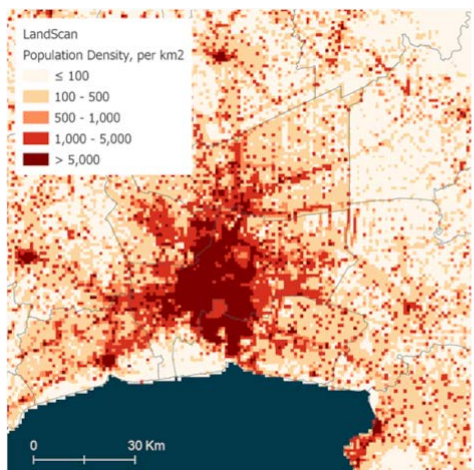 LandScan
Population Density, per km2
≤ 100
100 - 500
500 - 1,000
1,000 - 5,000
> 5,000
0 30 Km